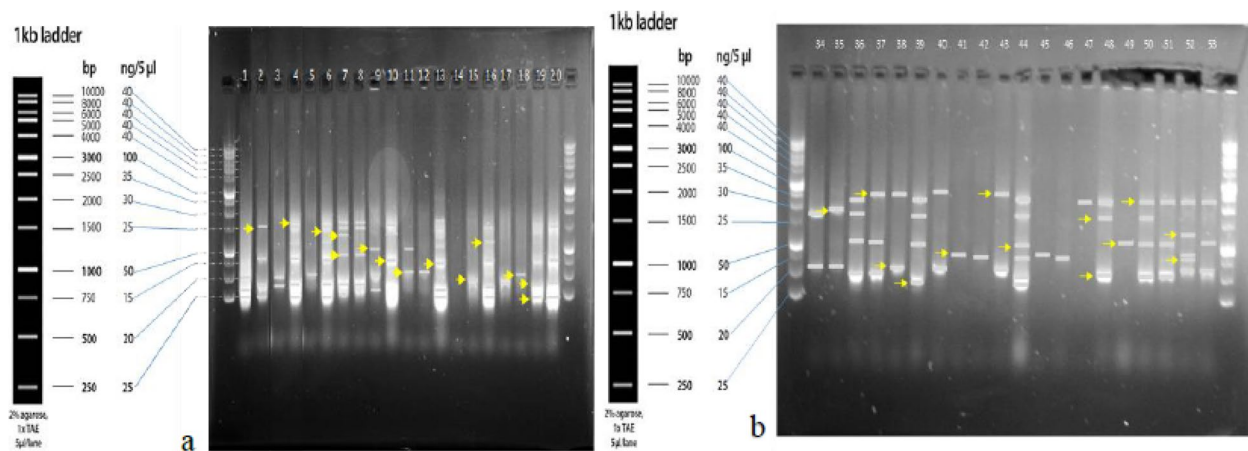 1kb ladder
bp ng/5 µl
10000 40
8000 40
6000 40
5000 40
4000 40
3000 100
2500 35
2000 30
1500 25
1000 50
750 15
500 20
250 25
2% agarose,
1x TAE
5µl/lane
1 2 3 4 5 6 7 8 9 10 11 12 13 14 15 16 17 18 19 20
a
1kb ladder
bp ng/5 µl
10000 40
8000 40
6000 40
5000 40
4000 40
3000 100
2500 35
2000 30
1500 25
1000 50
750 15
500 20
250 25
2% agarose,
1x TAE
5µl/lane
34 35 36 37 38 39 40 41 42 43 44 45 46 47 48 49 50 51 52 53
b